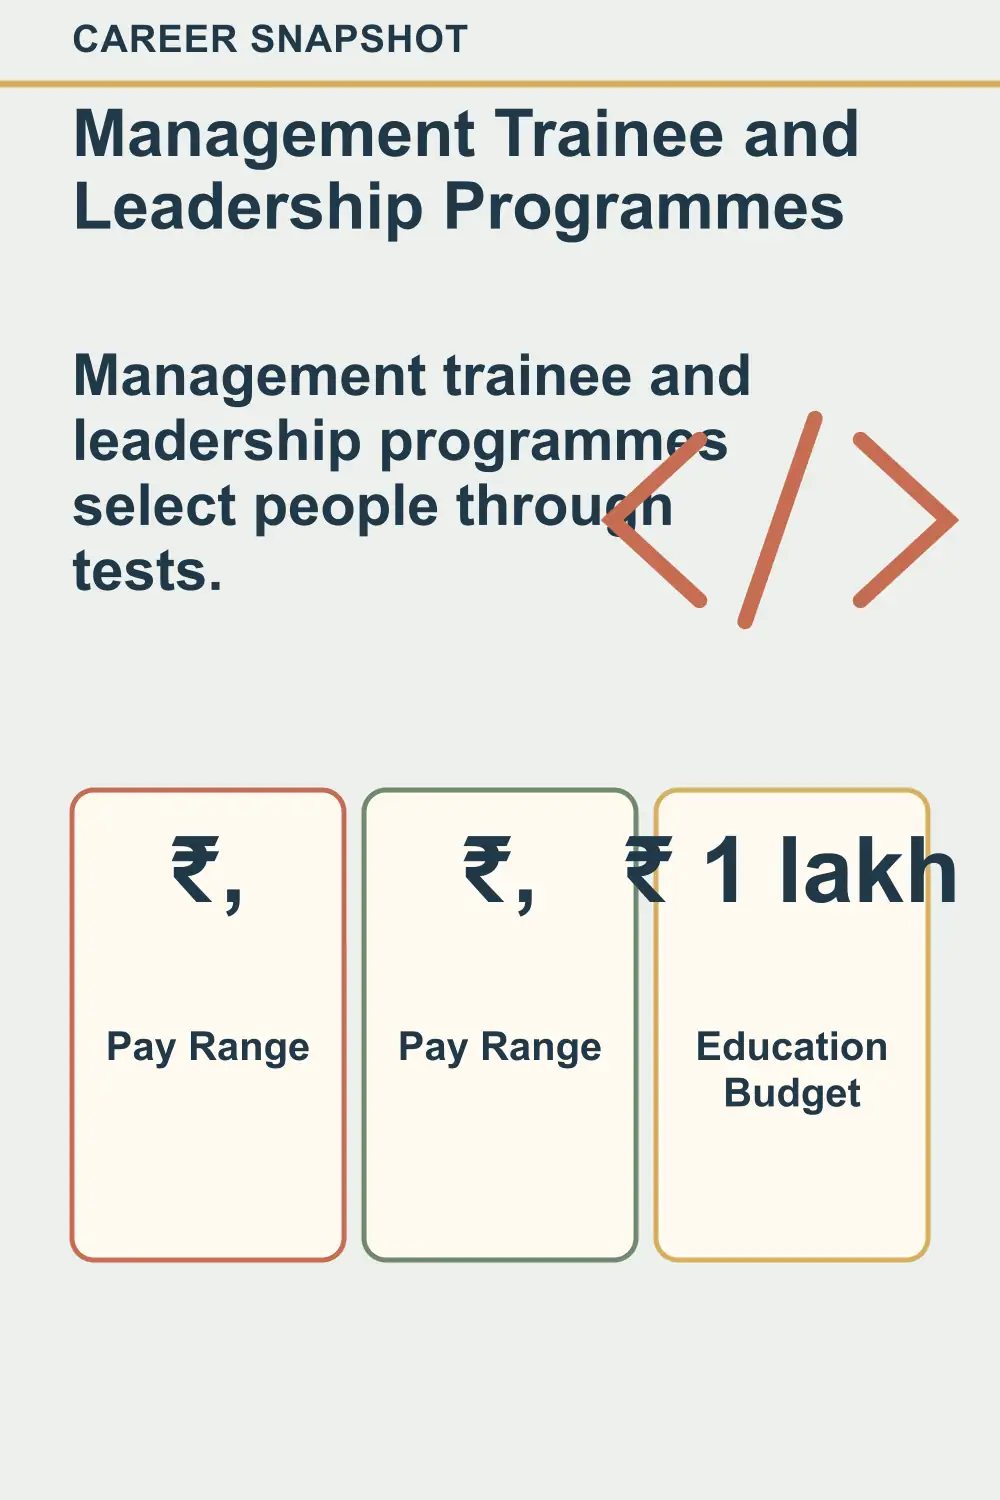 CAREER SNAPSHOT
Management Trainee and
Leadership Programmes
Management trainee and
leadership programmes
select people through
tests.
</>
₹,
₹,
₹ 1 lakh
Pay Range
Pay Range
Education
Budget